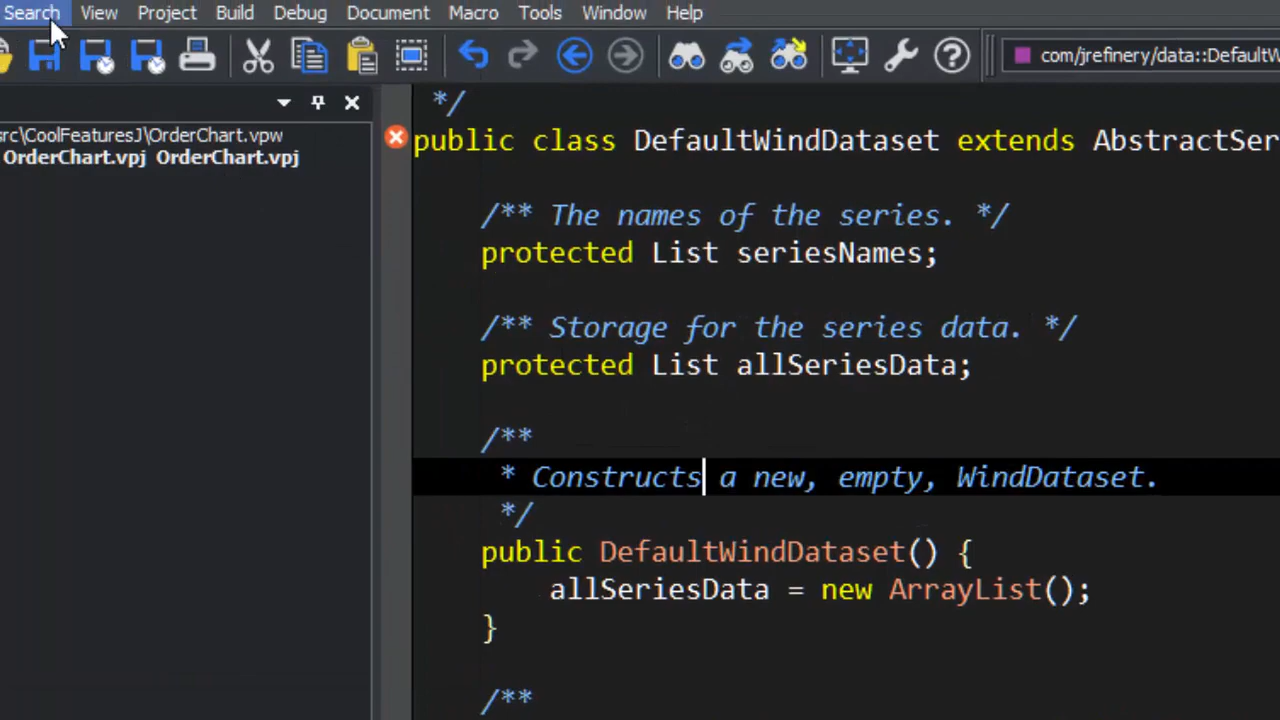 Search View Project Build Debug Document Macro Tools Window Help
com/jrefinery/data::DefaultW
src\CoolFeaturesJ\OrderChart.vpw
OrderChart.vpj OrderChart.vpj
*/
public class DefaultWindDataset extends AbstractSer
/** The names of the series. */
protected List seriesNames;
/** Storage for the series data. */
protected List allSeriesData;
/**
* Constructs a new, empty, WindDataset.
*/
public DefaultWindDataset() {
allSeriesData = new ArrayList();
}
/**